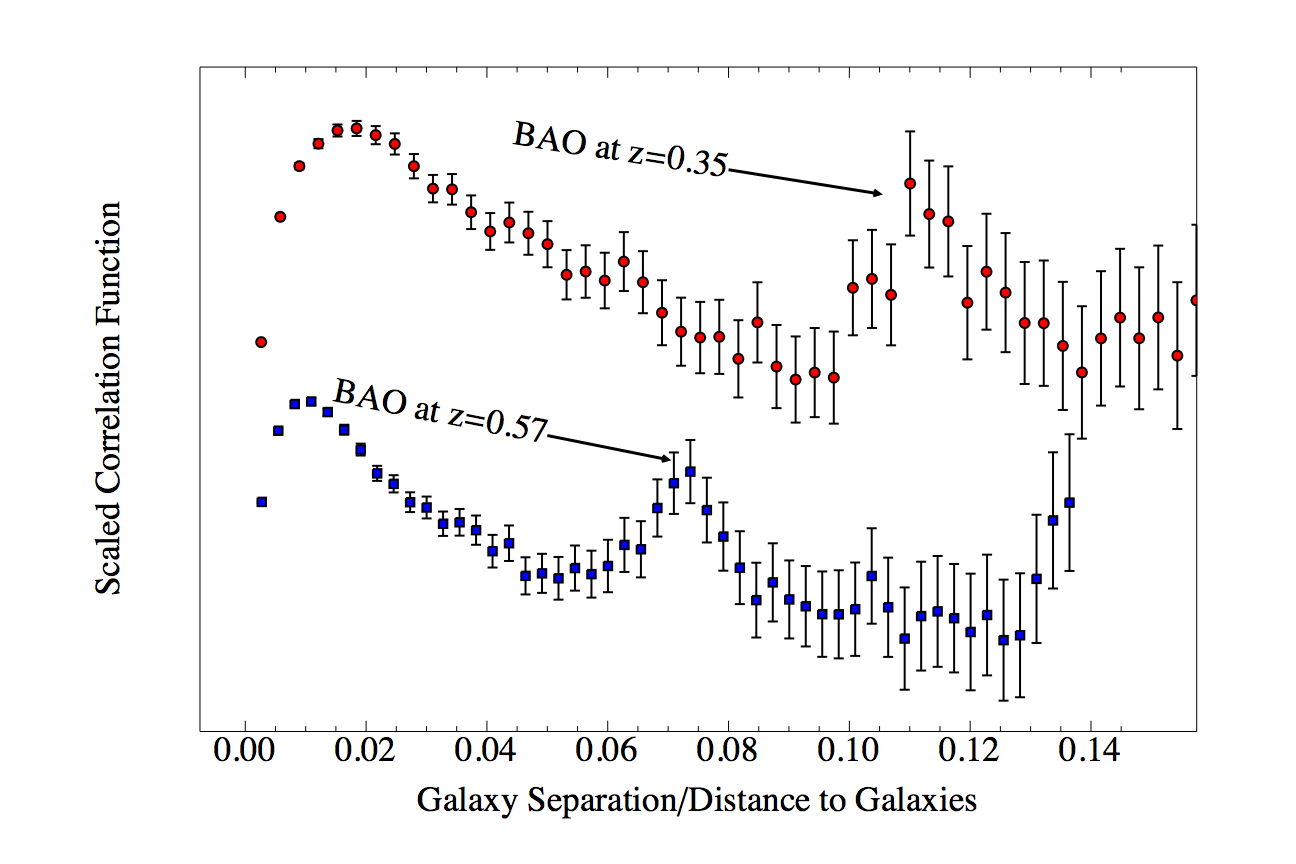 BAO at z=0.35
BAO at z=0.57
Scaled Correlation Function
0.00 0.02 0.04 0.06 0.08 0.10 0.12 0.14
Galaxy Separation/Distance to Galaxies